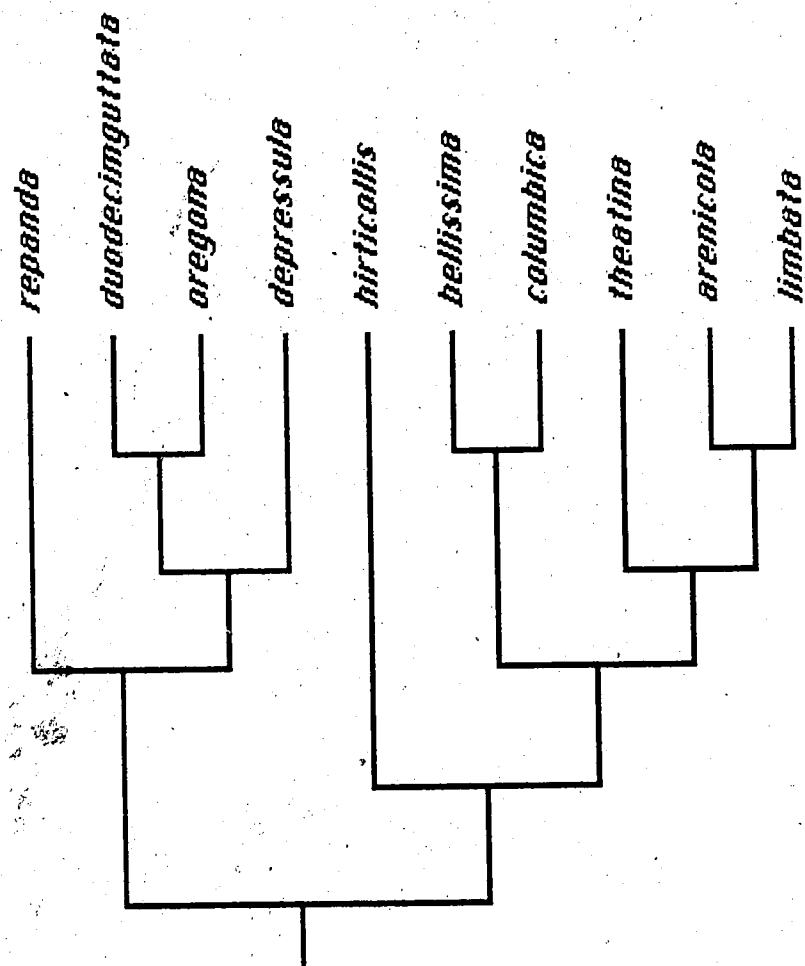 repanda
duodecimguttata
oregona
depressula
hirticollis
bellissima
columbica
theatina
arenicola
limbata